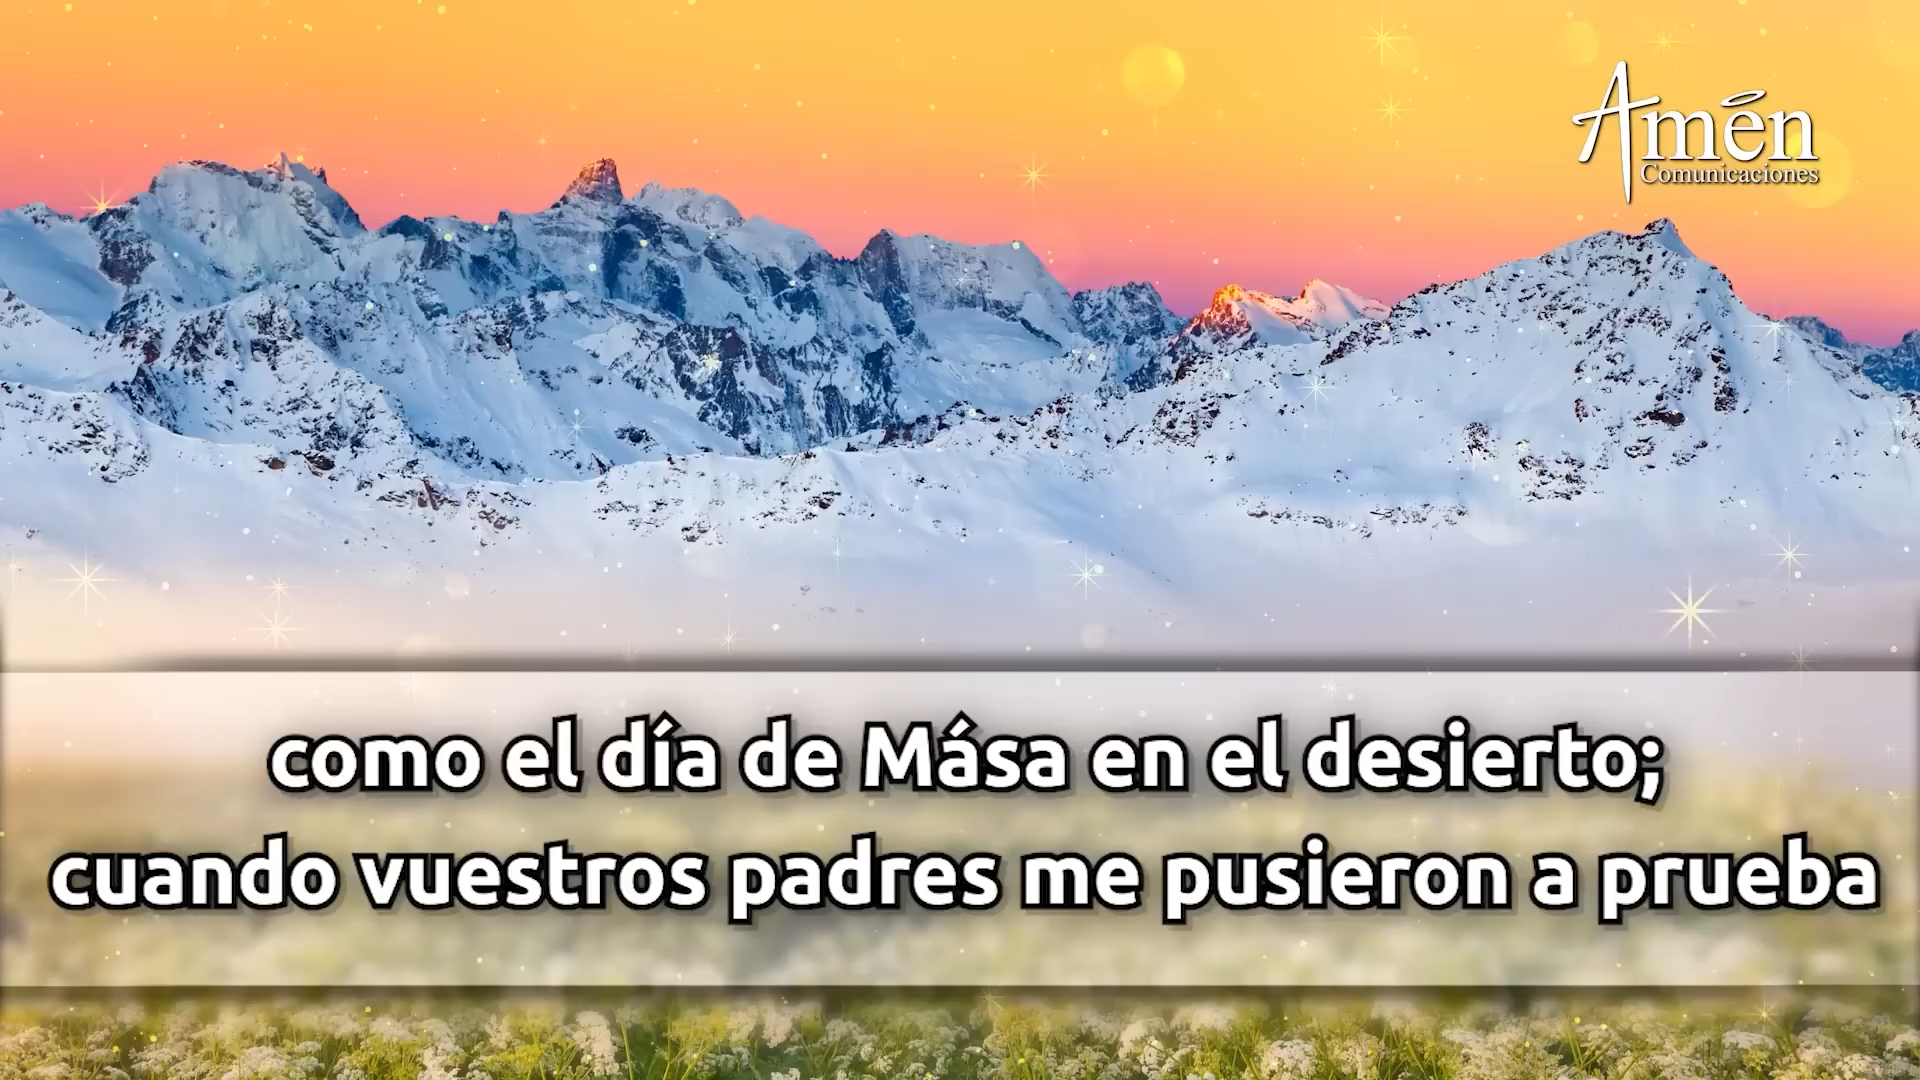 Amén
Comunicaciones
como el día de Mása en el desierto;
cuando vuestros padres me pusieron a prueba